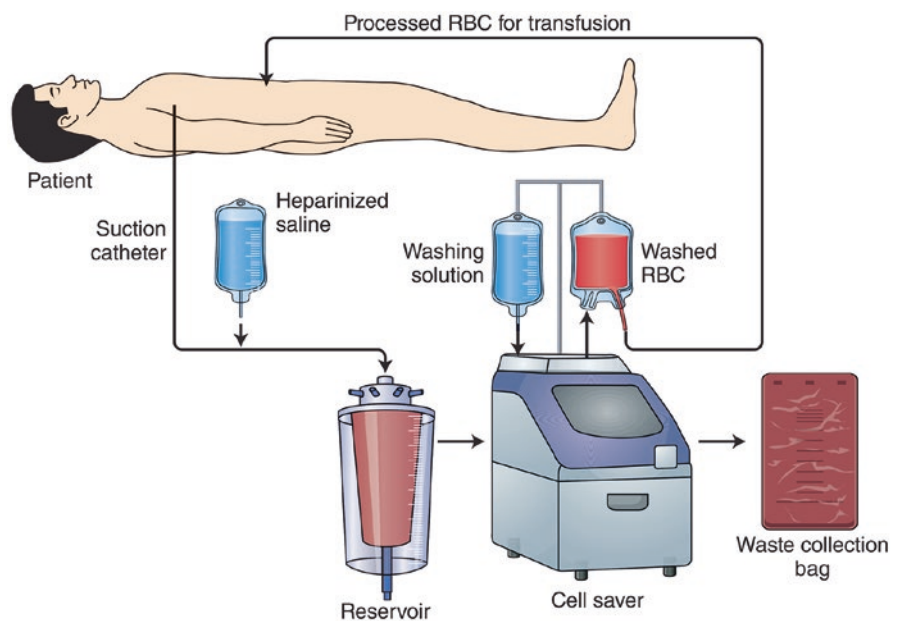 Processed RBC for transfusion
Patient
Heparinized
saline
Suction
catheter
Washing
solution
Washed
RBC
Reservoir
Cell saver
Waste collection
bag